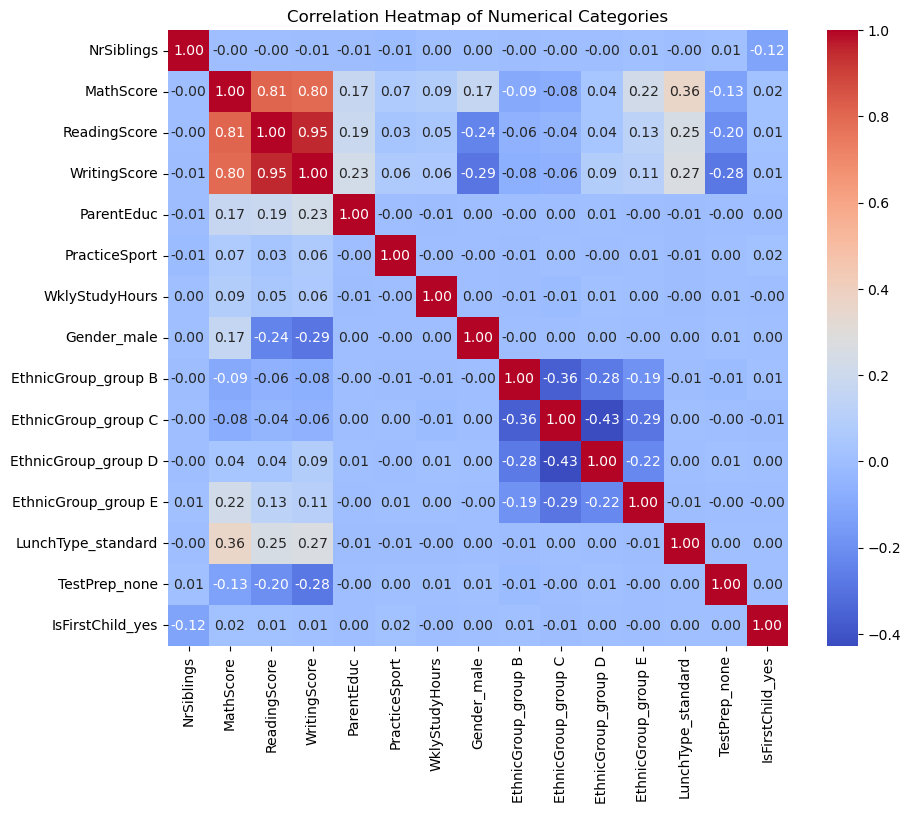 Correlation Heatmap of Numerical Categories
NrSiblings 1.00 -0.00 -0.00 -0.01 -0.01 -0.01 0.00 0.00 -0.00 -0.00 -0.00 0.01 -0.00 0.01 -0.12
MathScore -0.00 1.00 0.81 0.80 0.17 0.07 0.09 0.17 -0.09 -0.08 0.04 0.22 0.36 -0.13 0.02
ReadingScore -0.00 0.81 1.00 0.95 0.19 0.03 0.05 -0.24 -0.06 -0.04 0.04 0.13 0.25 -0.20 0.01
WritingScore -0.01 0.80 0.95 1.00 0.23 0.06 0.06 -0.29 -0.08 -0.06 0.09 0.11 0.27 -0.28 0.01
ParentEduc -0.01 0.17 0.19 0.23 1.00 -0.00 -0.01 0.00 -0.00 0.00 0.01 -0.00 -0.01 -0.00 0.00
PracticeSport -0.01 0.07 0.03 0.06 -0.00 1.00 -0.00 -0.00 -0.01 0.00 -0.00 0.01 -0.01 0.00 0.02
WklyStudyHours 0.00 0.09 0.05 0.06 -0.01 -0.00 1.00 0.00 -0.01 -0.01 0.01 0.00 -0.00 0.01 -0.00
Gender_male 0.00 0.17 -0.24 -0.29 0.00 -0.00 0.00 1.00 -0.00 0.00 0.00 -0.00 0.00 0.01 0.00
EthnicGroup_group B -0.00 -0.09 -0.06 -0.08 -0.00 -0.01 -0.01 -0.00 1.00 -0.36 -0.28 -0.19 -0.01 -0.01 0.01
EthnicGroup_group C -0.00 -0.08 -0.04 -0.06 0.00 0.00 -0.01 0.00 -0.36 1.00 -0.43 -0.29 0.00 -0.00 -0.01
EthnicGroup_group D -0.00 0.04 0.04 0.09 0.01 -0.00 0.01 0.00 -0.28 -0.43 1.00 -0.22 0.00 0.01 0.00
EthnicGroup_group E 0.01 0.22 0.13 0.11 -0.00 0.01 0.00 -0.00 -0.19 -0.29 -0.22 1.00 -0.01 -0.00 -0.00
LunchType_standard -0.00 0.36 0.25 0.27 -0.01 -0.01 -0.00 0.00 -0.01 0.00 0.00 -0.01 1.00 0.00 0.00
TestPrep_none 0.01 -0.13 -0.20 -0.28 -0.00 0.00 0.01 0.01 -0.01 -0.00 0.01 -0.00 0.00 1.00 0.00
IsFirstChild_yes -0.12 0.02 0.01 0.01 0.00 0.02 -0.00 0.00 0.01 -0.01 0.00 -0.00 0.00 0.00 1.00
NrSiblings
MathScore
ReadingScore
WritingScore
ParentEduc
PracticeSport
WklyStudyHours
Gender_male
EthnicGroup_group B
EthnicGroup_group C
EthnicGroup_group D
EthnicGroup_group E
LunchType_standard
TestPrep_none
IsFirstChild_yes
1.0
0.8
0.6
0.4
0.2
0.0
−0.2
−0.4